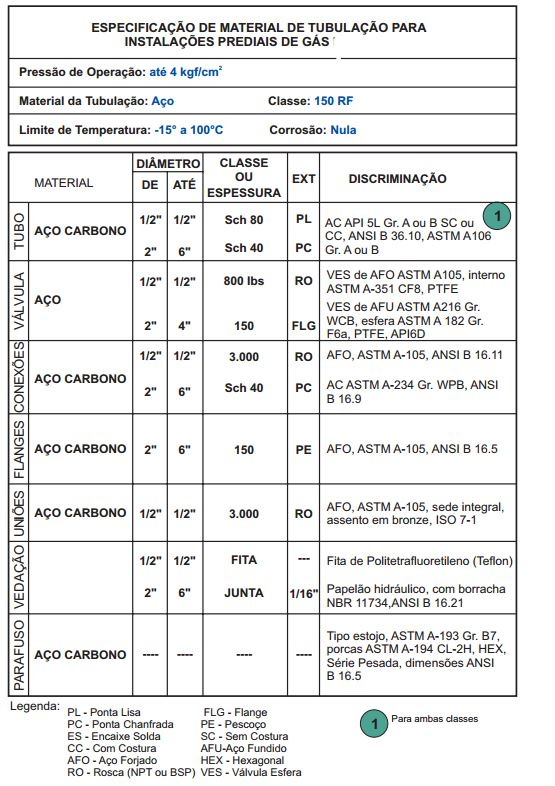 ESPECIFICAÇÃO DE MATERIAL DE TUBULAÇÃO PARA
INSTALAÇÕES PREDIAIS DE GÁS
Pressão de Operação: até 4 kgf/cm²
Material da Tubulação: Aço Classe: 150 RF
Limite de Temperatura: -15° a 100°C Corrosão: Nula
MATERIAL DIÂMETRO CLASSE OU ESPESSURA EXT DISCRIMINAÇÃO
DE ATÉ
TUBO AÇO CARBONO
1/2" 1/2" Sch 80 PL
2" 6" Sch 40 PC
AC API 5L Gr. A ou B SC ou
CC, ANSI B 36.10, ASTM A106
Gr. A ou B
1
VÁLVULA AÇO
1/2" 1/2" 800 lbs RO VES de AFO ASTM A105, interno
ASTM A-351 CF8, PTFE
2" 4" 150 FLG VES de AFU ASTM A216 Gr.
WCB, esfera ASTM A 182 Gr.
F6a, PTFE, API6D
CONEXÕES AÇO CARBONO
1/2" 1/2" 3.000 RO AFO, ASTM A-105, ANSI B 16.11
2" 6" Sch 40 PC AC ASTM A-234 Gr. WPB, ANSI
B 16.9
FLANGES AÇO CARBONO 2" 6" 150 PE AFO, ASTM A-105, ANSI B 16.5
UNIÕES AÇO CARBONO 1/2" 1/2" 3.000 RO AFO, ASTM A-105, sede integral,
assento em bronze, ISO 7-1
VEDAÇÃO
1/2" 1/2" FITA --- Fita de Politetrafluoretileno (Teflon)
2" 6" JUNTA 1/16" Papelão hidráulico, com borracha
NBR 11734,ANSI B 16.21
PARAFUSO AÇO CARBONO ---- ---- ---- ---- Tipo estojo, ASTM A-193 Gr. B7,
porcas ASTM A-194 CL-2H, HEX,
Série Pesada, dimensões ANSI
B 16.5
Legenda:
PL - Ponta Lisa FLG - Flange
PC - Ponta Chanfrada PE - Pescoço
ES - Encaixe Solda SC - Sem Costura
CC - Com Costura AFU-Aço Fundido
AFO - Aço Forjado HEX - Hexagonal
RO - Rosca (NPT ou BSP) VES - Válvula Esfera
1 Para ambas classes